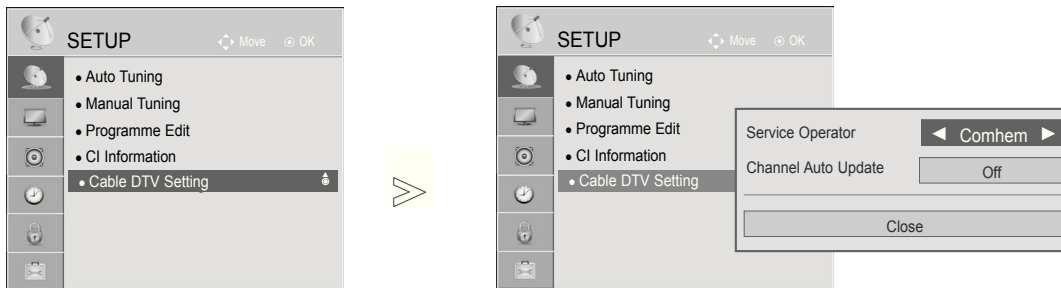 SETUP
Move OK
Auto Tuning
Manual Tuning
Programme Edit
CI Information
Cable DTV Setting
SETUP
Move OK
Auto Tuning
Manual Tuning
Programme Edit
CI Information
Cable DTV Setting
Service Operator ◀ Comhem ▶
Channel Auto Update Off
Close